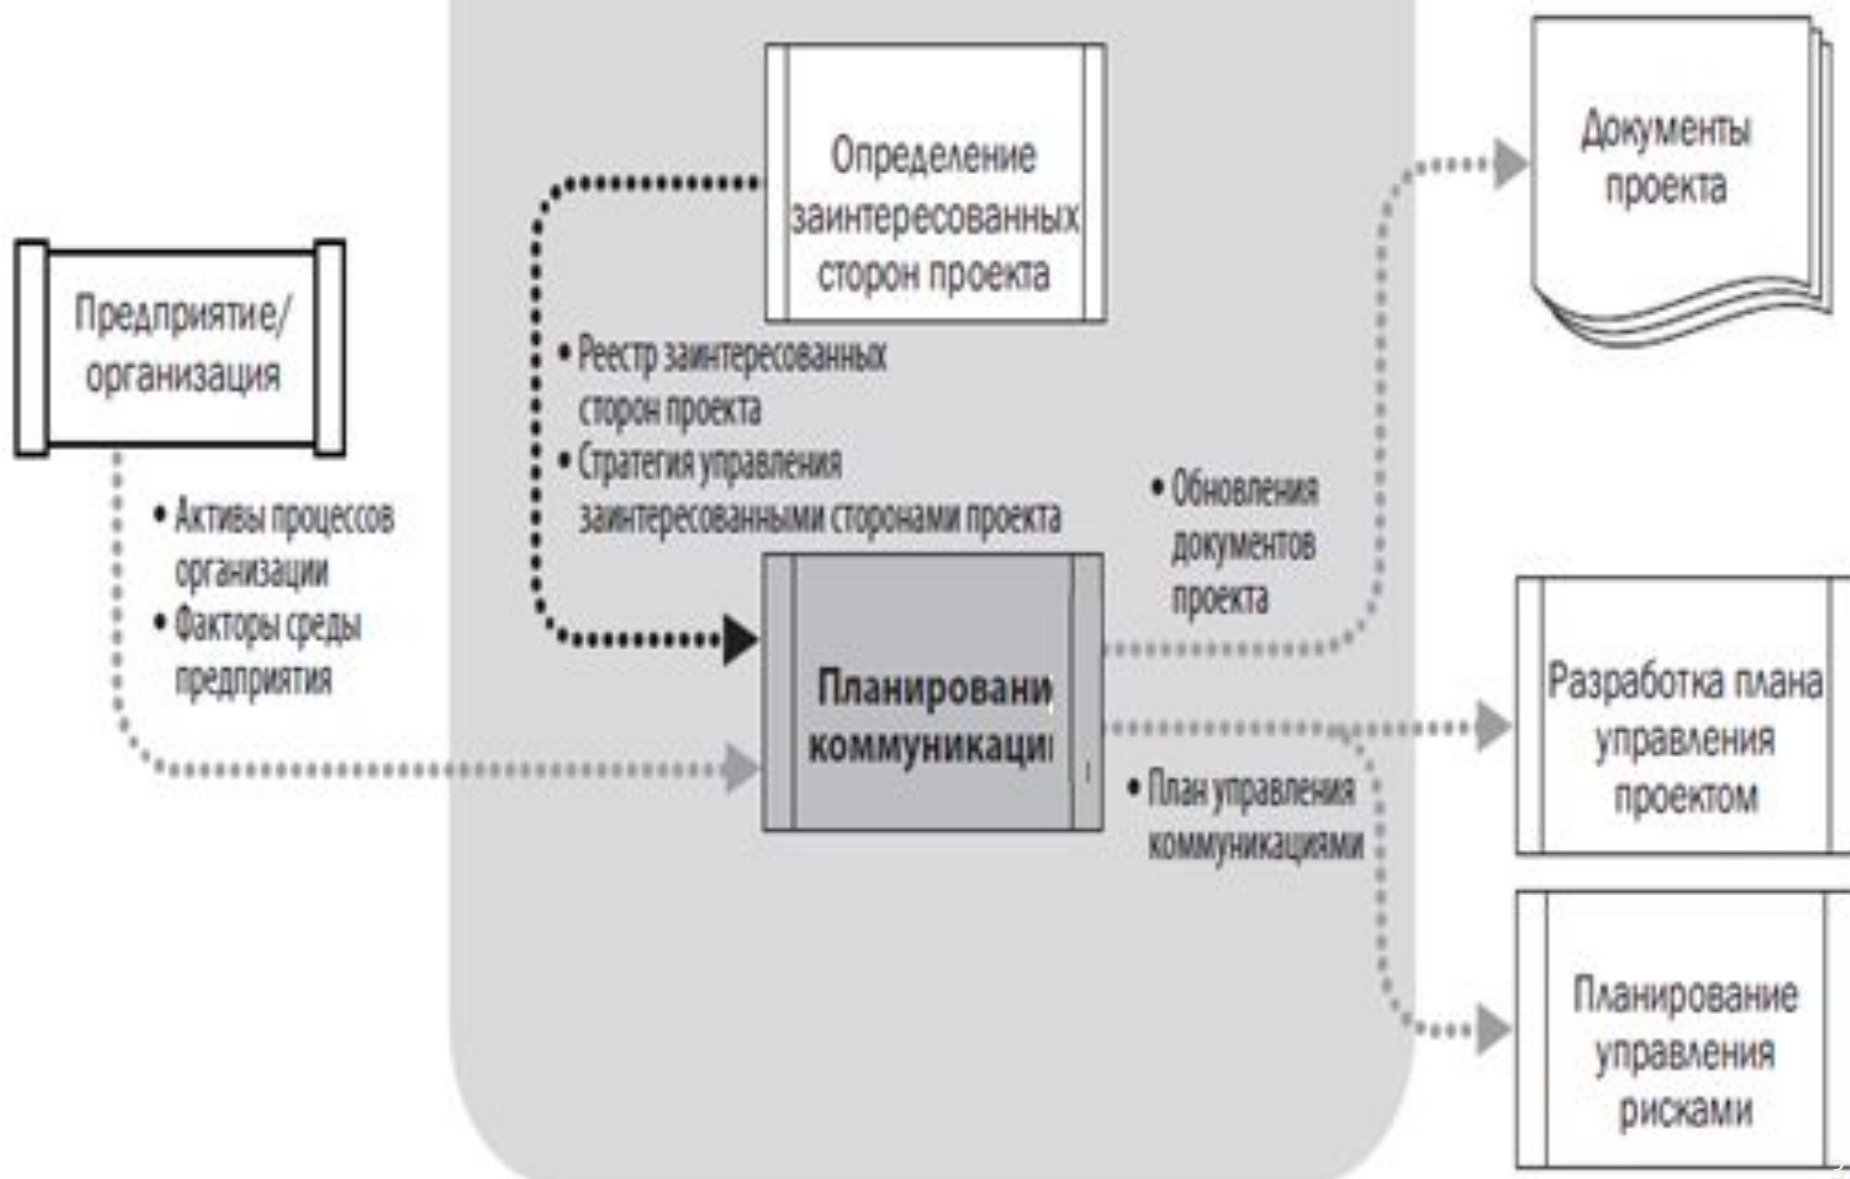 Определение
заинтересованных
сторон проекта
Документы
проекта
Предприятие/
организация
• Реестр заинтересованных
сторон проекта
• Стратегия управления
заинтересованными сторонами проекта
• Активы процессов
организации
• Факторы среды
предприятия
• Обновления
документов
проекта
Планировани
коммуникаци
• План управления
коммуникациями
Разработка плана
управления
проектом
Планирование
управления
рисками
3